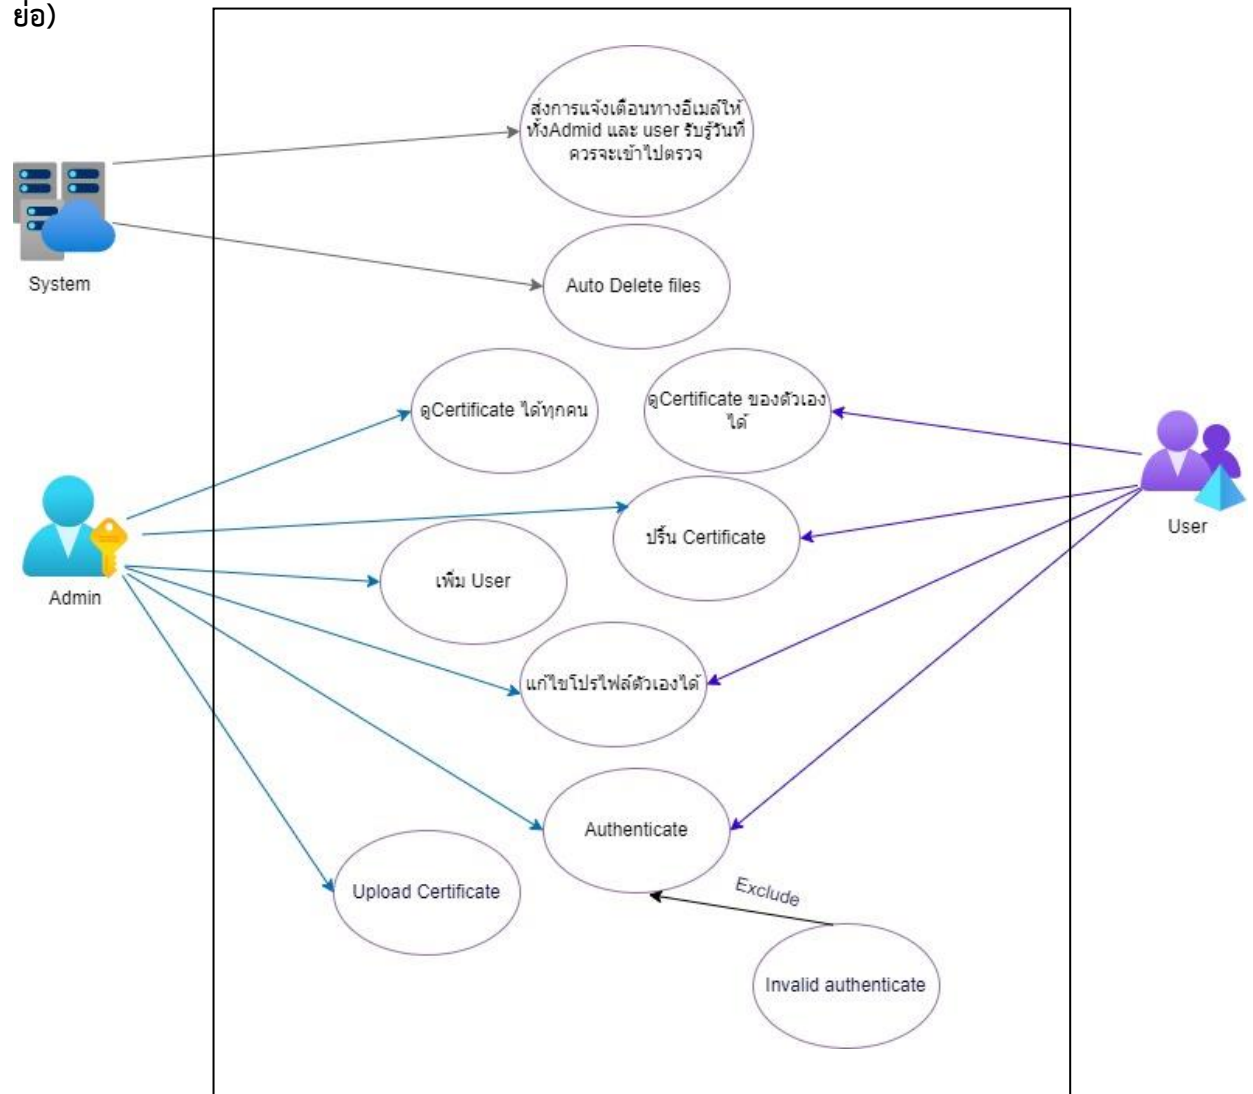 ย่อ)
ส่งการแจ้งเตือนทางอีเมล์ให้
ทั้งAdmid และ user รับรู้วันที่
ควรจะเข้าไปตรวจ
System
Auto Delete files
ดูCertificate ได้ทุกคน
ดูCertificate ของตัวเอง
ได้
User
ปริ้น Certificate
Admin
เพิ่ม User
แก้ไขโปรไฟล์ตัวเองได้
Authenticate
Upload Certificate
Exclude
Invalid authenticate